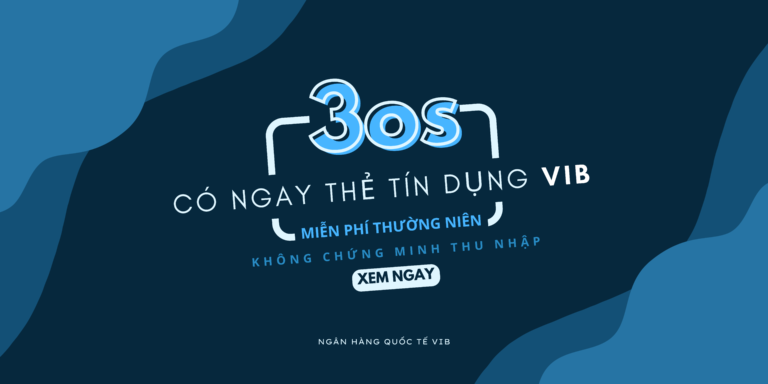 3os
CÓ NGAY THẺ TÍN DỤNG VIB
MIỄN PHÍ THƯỜNG NIÊN
KHÔNG CHỨNG MINH THU NHẬP
XEM NGAY
NGÂN HÀNG QUỐC TẾ VIB